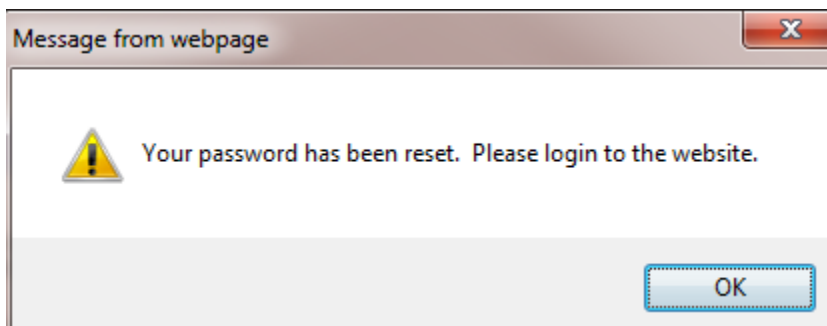 Message from webpage
Your password has been reset.  Please login to the website.
OK